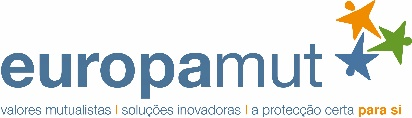 europamut
valores mutualistas | soluções inovadoras | a protecção certa para si